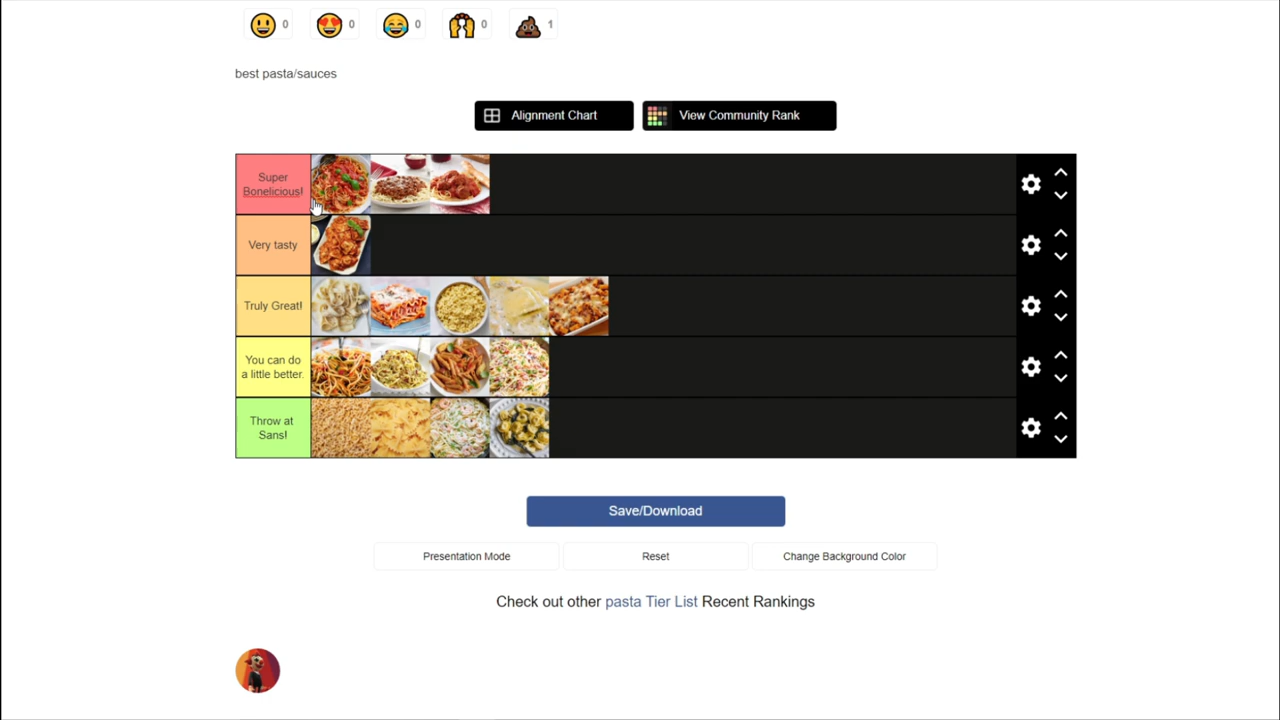 0 0 0 0 1
best pasta/sauces
Alignment Chart View Community Rank
Super
Bonelicious!
Very tasty
Truly Great!
You can do
a little better.
Throw at
Sans!
Save/Download
Presentation Mode Reset Change Background Color
Check out other pasta Tier List Recent Rankings